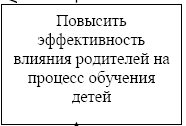 Повысить
эффективность
влияния родителей на
процесс обучения
детей